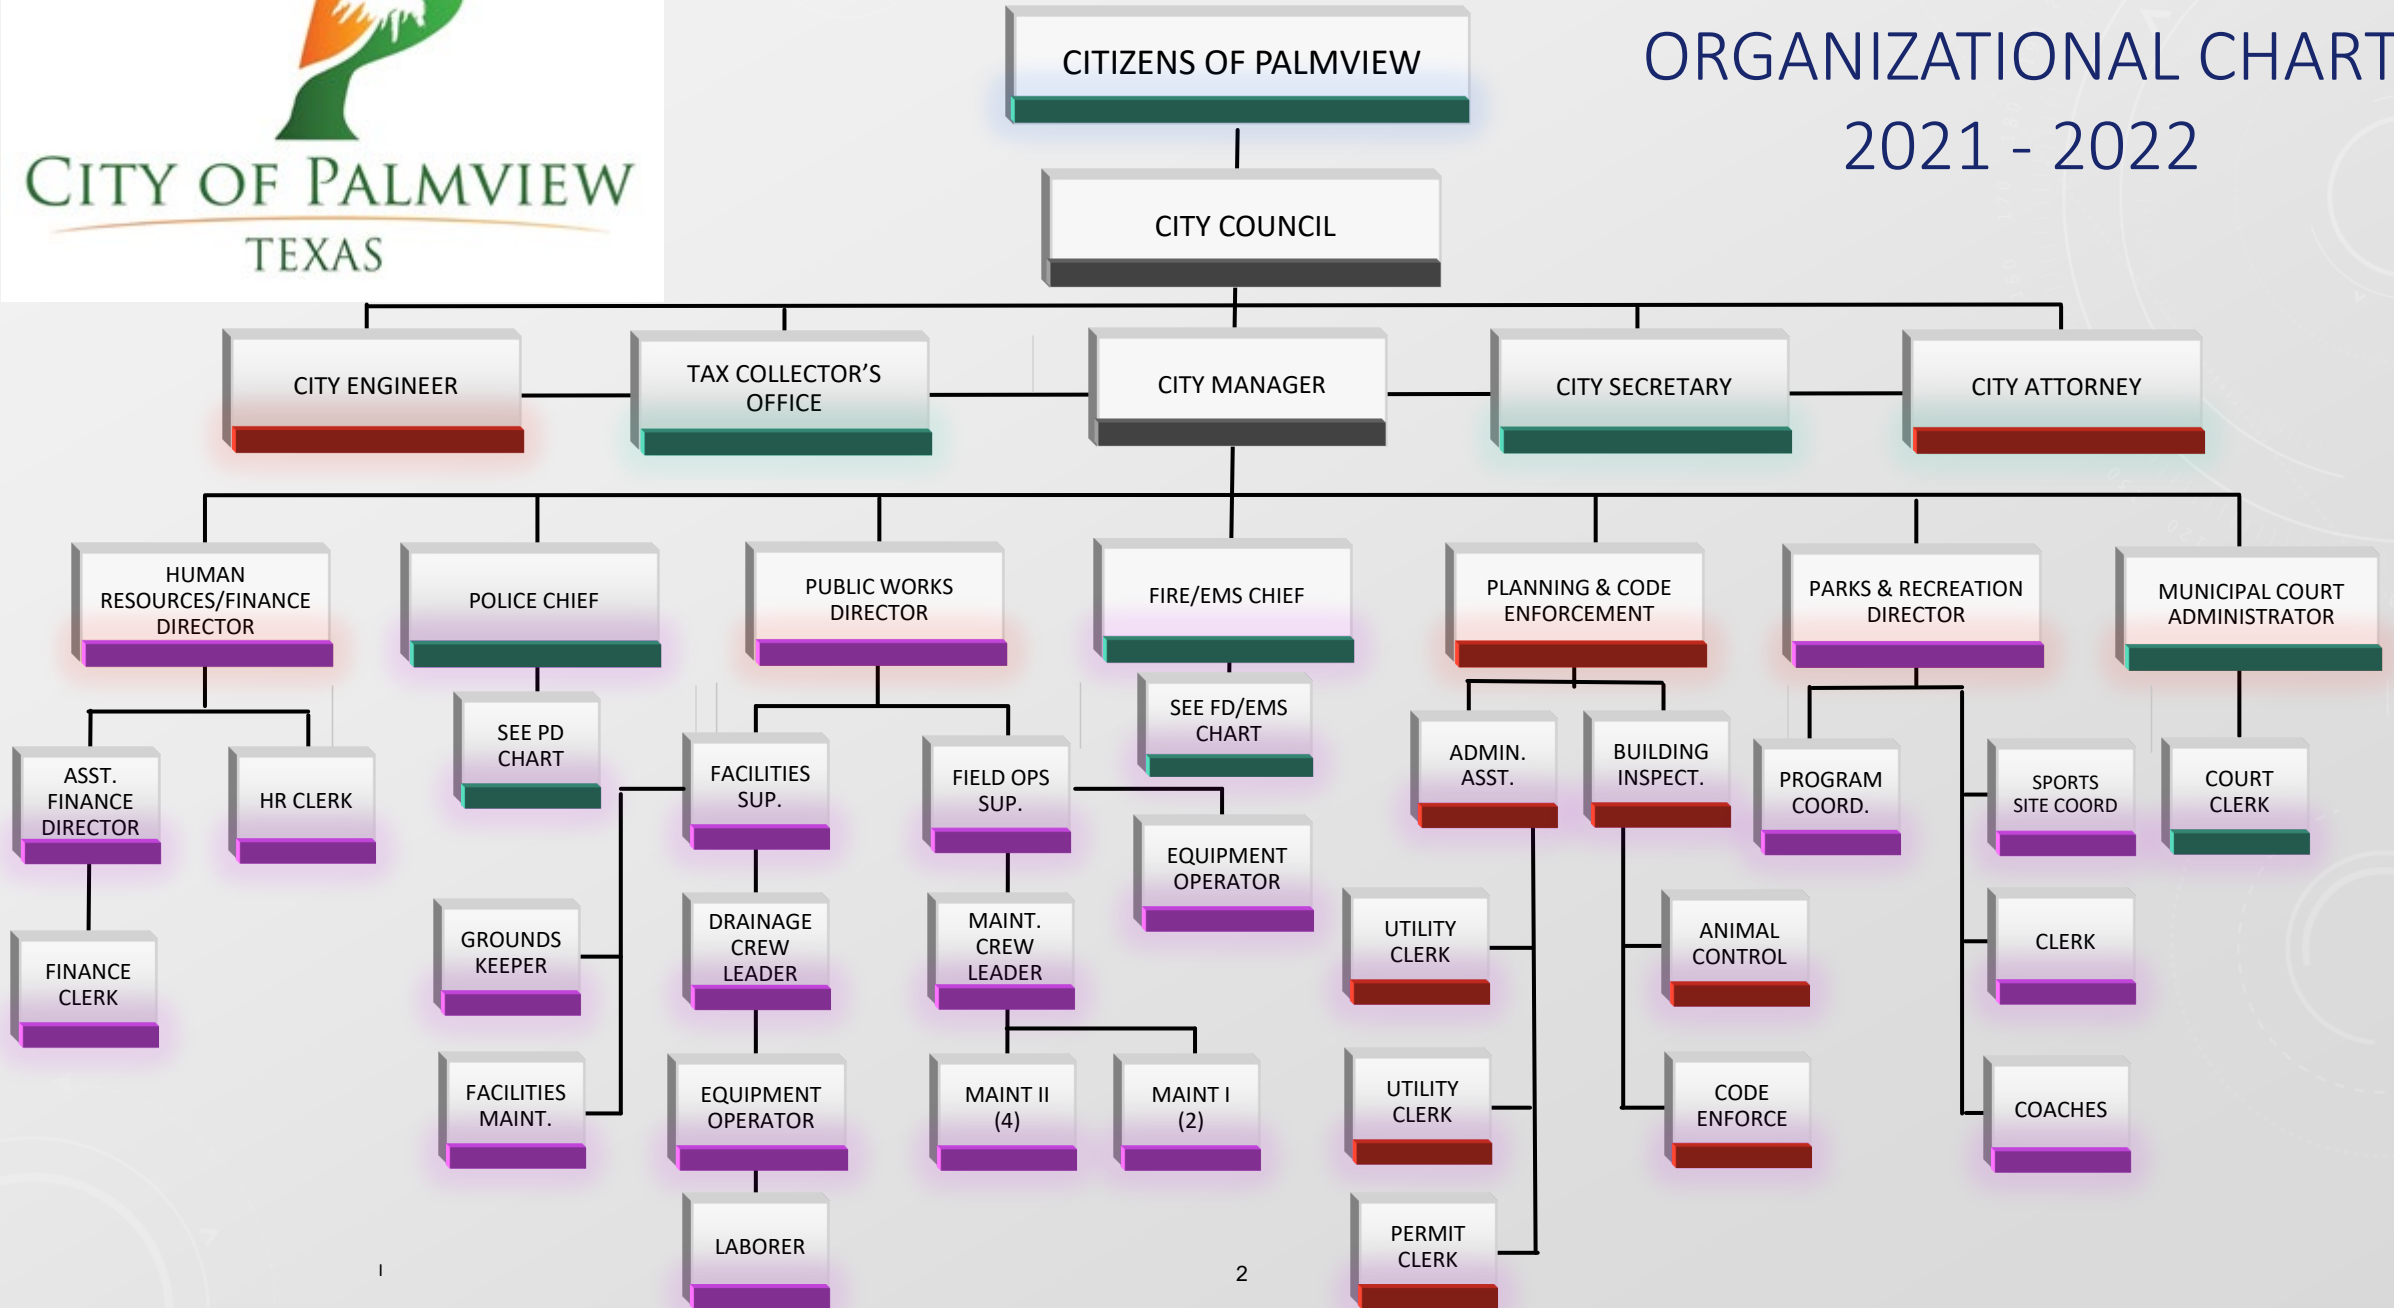 CITY OF PALMVIEW
TEXAS
ORGANIZATIONAL CHART
2021 - 2022
CITIZENS OF PALMVIEW
CITY COUNCIL
CITY ENGINEER
TAX COLLECTOR'S
OFFICE
CITY MANAGER
CITY SECRETARY
CITY ATTORNEY
HUMAN
RESOURCES/FINANCE
DIRECTOR
POLICE CHIEF
PUBLIC WORKS
DIRECTOR
FIRE/EMS CHIEF
PLANNING & CODE
ENFORCEMENT
PARKS & RECREATION
DIRECTOR
MUNICIPAL COURT
ADMINISTRATOR
ASST.
FINANCE
DIRECTOR
HR CLERK
SEE PD
CHART
FACILITIES
SUP.
FIELD OPS
SUP.
SEE FD/EMS
CHART
ADMIN.
ASST.
BUILDING
INSPECT.
PROGRAM
COORD.
SPORTS
SITE COORD
COURT
CLERK
EQUIPMENT
OPERATOR
FINANCE
CLERK
GROUNDS
KEEPER
DRAINAGE
CREW
LEADER
MAINT.
CREW
LEADER
UTILITY
CLERK
ANIMAL
CONTROL
CLERK
FACILITIES
MAINT.
EQUIPMENT
OPERATOR
MAINT II
(4)
MAINT I
(2)
UTILITY
CLERK
CODE
ENFORCE
COACHES
LABORER
PERMIT
CLERK
2